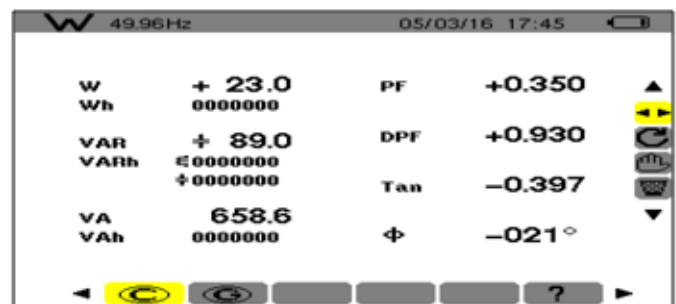 W 49.96Hz 05/03/16 17:45
W + 23.0 PF +0.350
Wh 0000000
VAR ÷ 89.0 DPF +0.930
VARh 0000000
÷0000000 Tan −0.397
VA 658.6
VAh 0000000 Φ −021°
C G ?